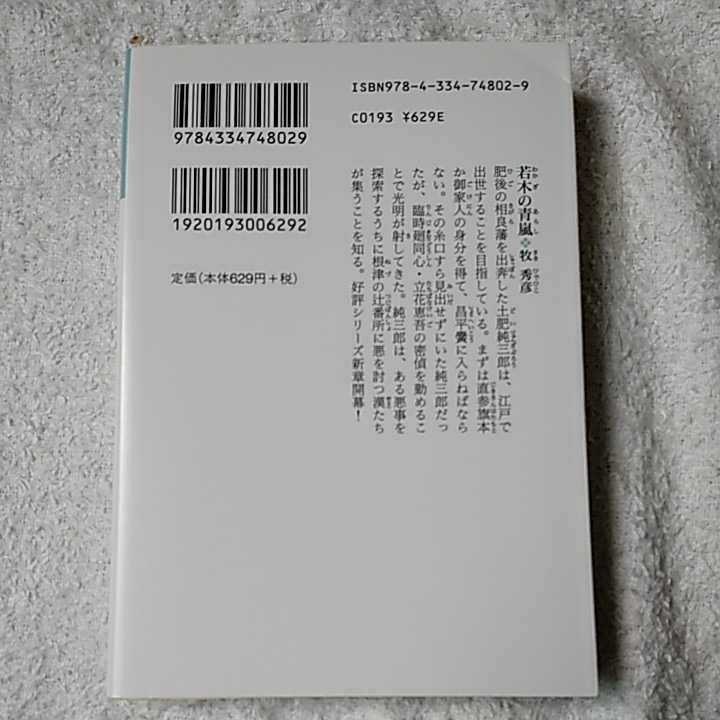 ISBN978-4-334-74802-9
C0193 ¥629E
9784334748029
1920193006292
定価(本体629円+税)
若木の青嵐❖牧 秀彦
肥後の相良藩を出奔した土肥純三郎は、江戸で
出世することを目指している。まずは直参旗本
か御家人の身分を得て、昌平黌に入らねばなら
ない。その糸口すら見出せずにいた純三郎だっ
たが、臨時廻同心・立花恵吾の密偵を勤めるこ
とで光明が射してきた。純三郎は、ある悪事を
探索するうちに根津の辻番所に悪を討つ漢たち
が集うことを知る。好評シリーズ新章開幕！